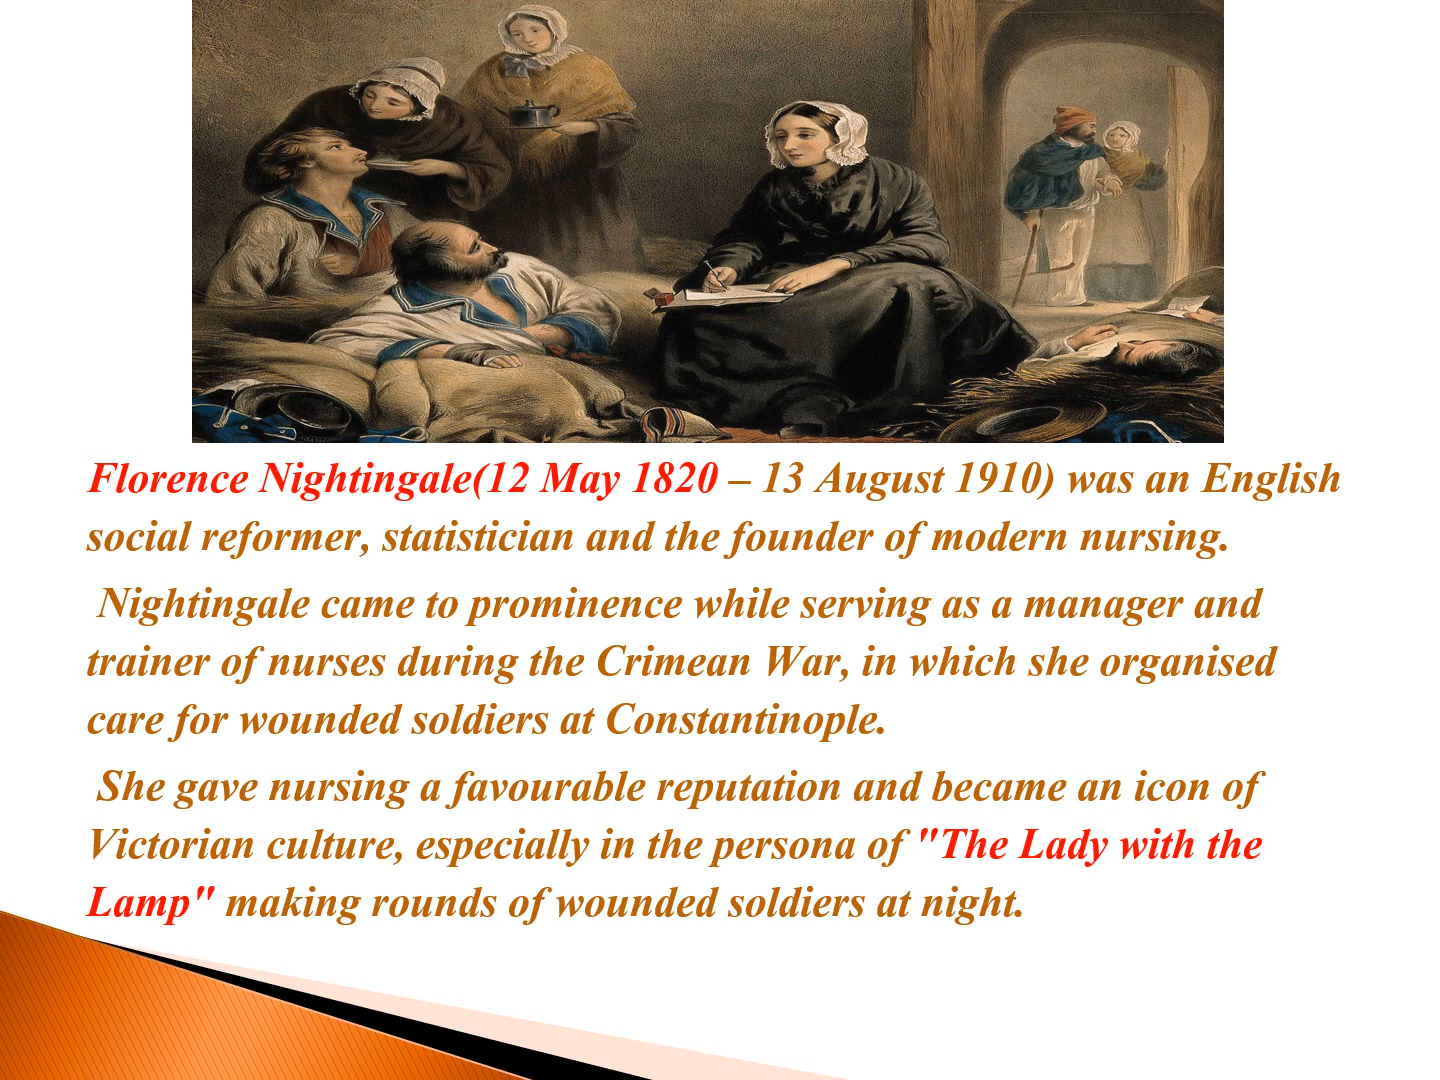 Florence Nightingale(12 May 1820 – 13 August 1910) was an English
social reformer, statistician and the founder of modern nursing.
Nightingale came to prominence while serving as a manager and
trainer of nurses during the Crimean War, in which she organised
care for wounded soldiers at Constantinople.
She gave nursing a favourable reputation and became an icon of
Victorian culture, especially in the persona of "The Lady with the
Lamp" making rounds of wounded soldiers at night.